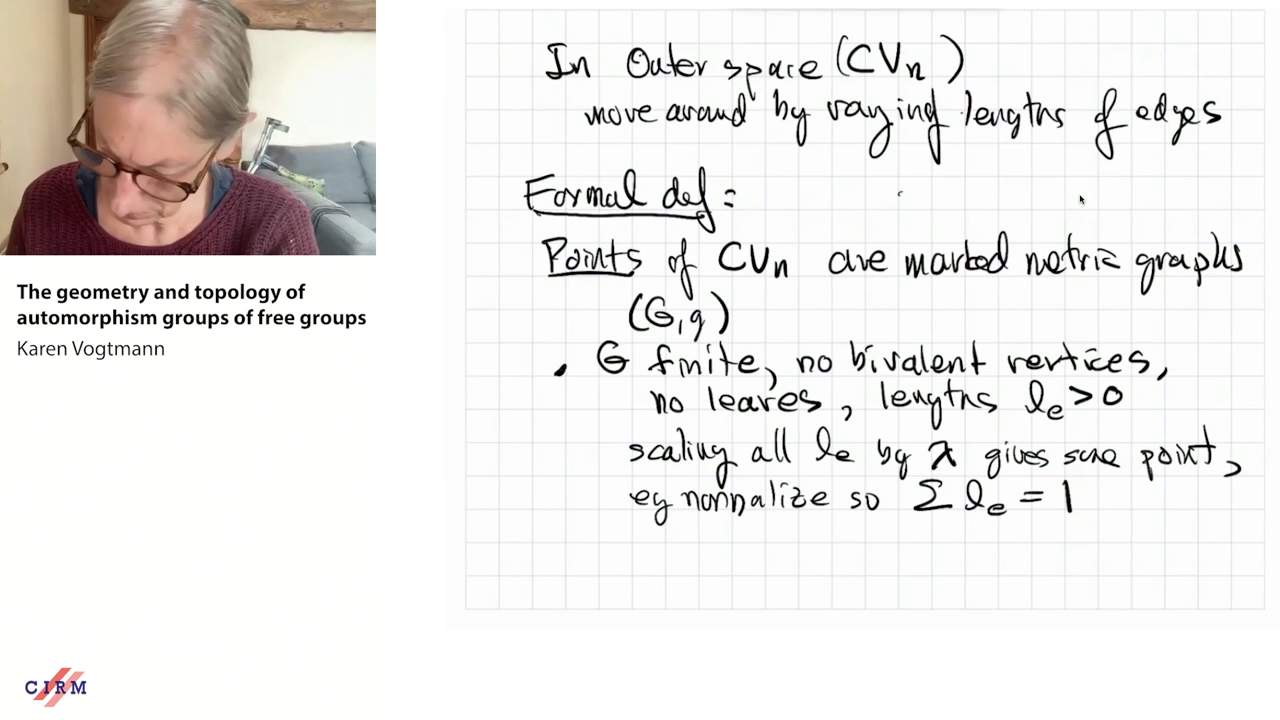 In Outer space (CVn)
move around by varying lengths of edges
Formal def:
Points of CVn are marked metric graphs
(G, g)
• G finite, no bivalent vertices,
no leaves, lengths le > 0
scaling all le by λ gives same point,
eg normalize so Σ le = 1
The geometry and topology of
automorphism groups of free groups
Karen Vogtmann
CIRM